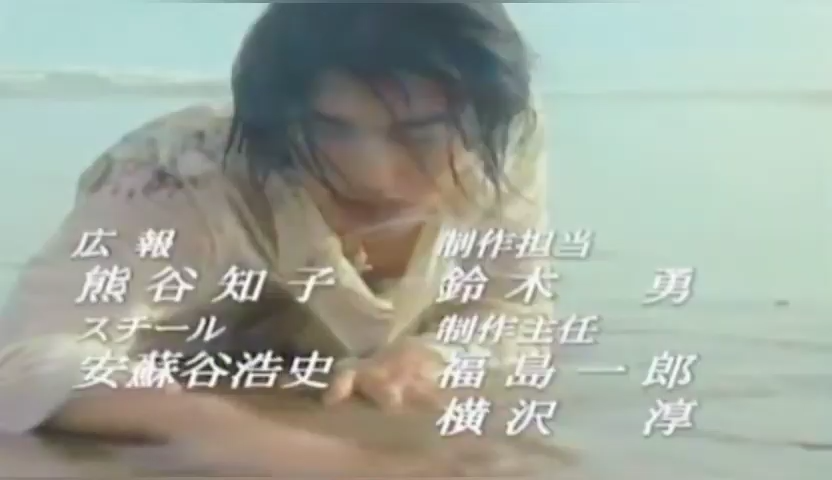 広報
熊谷知子
スチール
安蘇谷浩史
制作担当
鈴木 勇
制作主任
福島一郎
横沢 淳